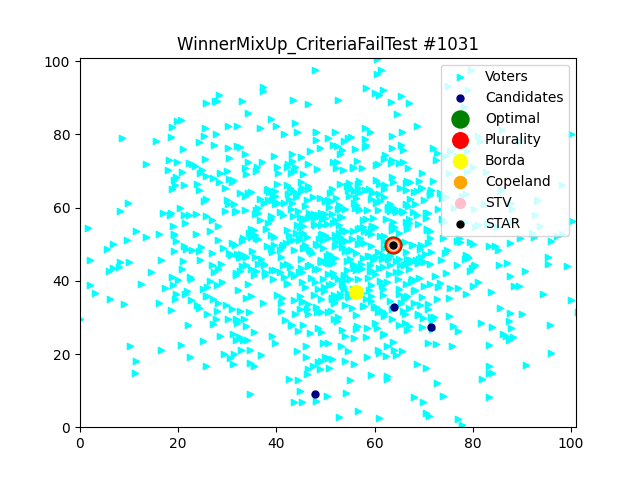 WinnerMixUp_CriteriaFailTest #1031
Voters
Candidates
Optimal
Plurality
Borda
Copeland
STV
STAR
100
80
60
40
20
0
0 20 40 60 80 100